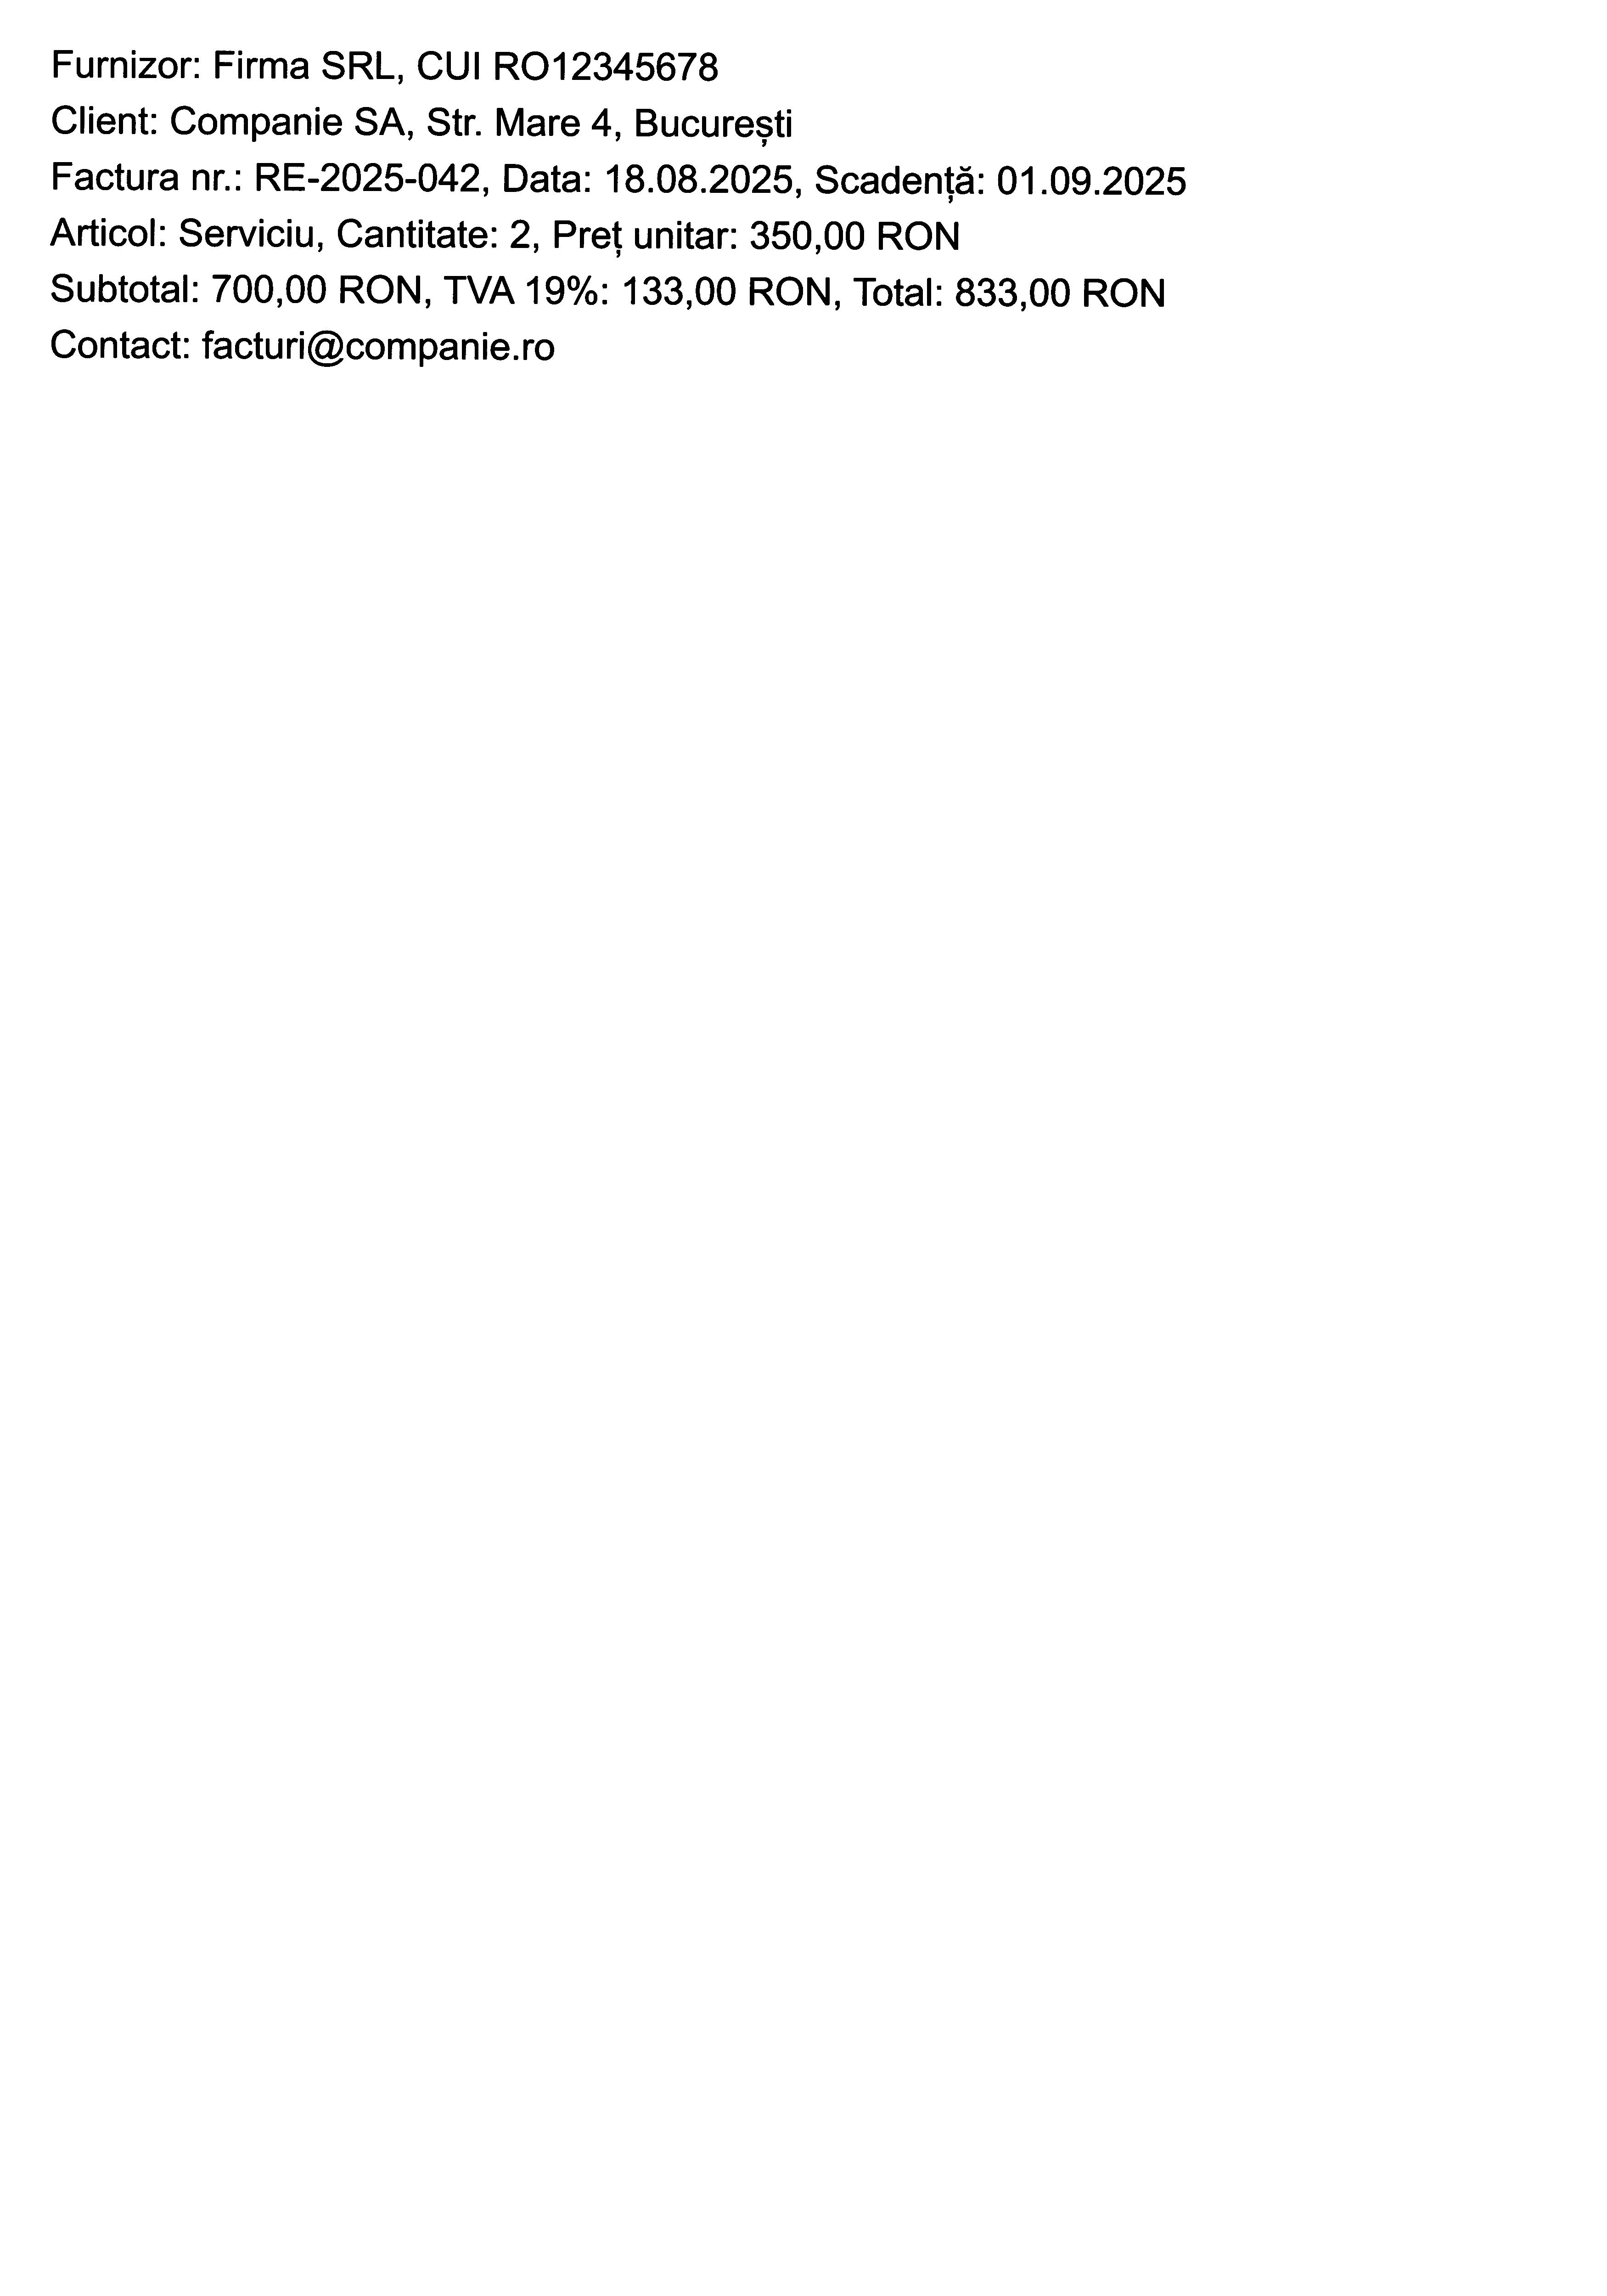 Furnizor: Firma SRL, CUI RO12345678
Client: Companie SA, Str. Mare 4, București
Factura nr.: RE-2025-042, Data: 18.08.2025, Scadență: 01.09.2025
Articol: Serviciu, Cantitate: 2, Preț unitar: 350,00 RON
Subtotal: 700,00 RON, TVA 19%: 133,00 RON, Total: 833,00 RON
Contact: facturi@companie.ro